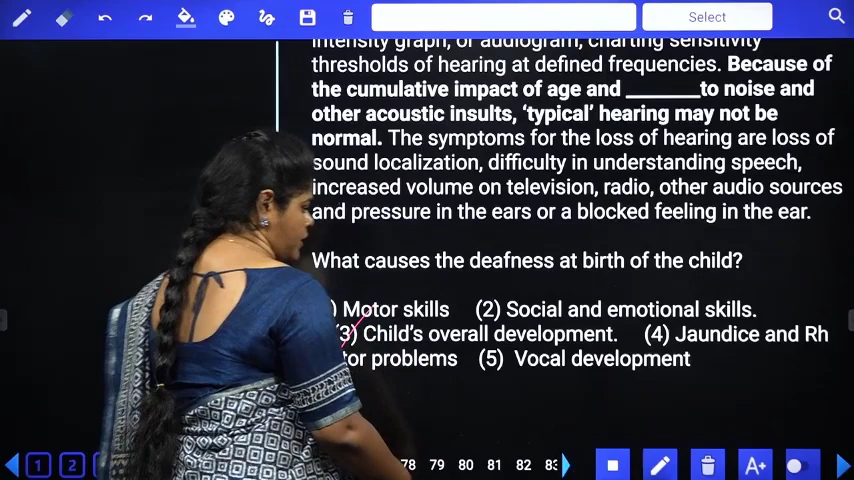 Select
intensity graph, or audiogram, charting sensitivity
thresholds of hearing at defined frequencies. Because of
the cumulative impact of age and ________to noise and
other acoustic insults, ‘typical’ hearing may not be
normal. The symptoms for the loss of hearing are loss of
sound localization, difficulty in understanding speech,
increased volume on television, radio, other audio sources
and pressure in the ears or a blocked feeling in the ear.
What causes the deafness at birth of the child?
) Motor skills (2) Social and emotional skills.
(3) Child's overall development. (4) Jaundice and Rh
tor problems (5) Vocal development
1 2 78 79 80 81 82
A+